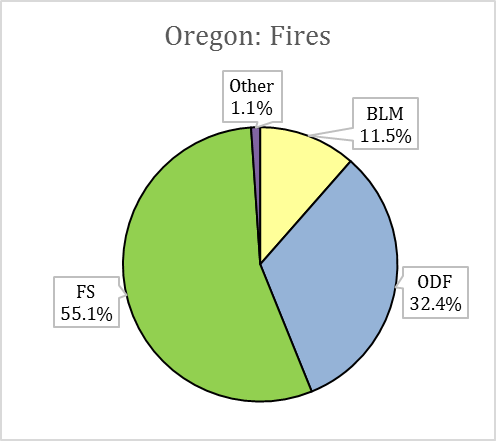 Oregon: Fires
Other
1.1%
BLM
11.5%
ODF
32.4%
FS
55.1%